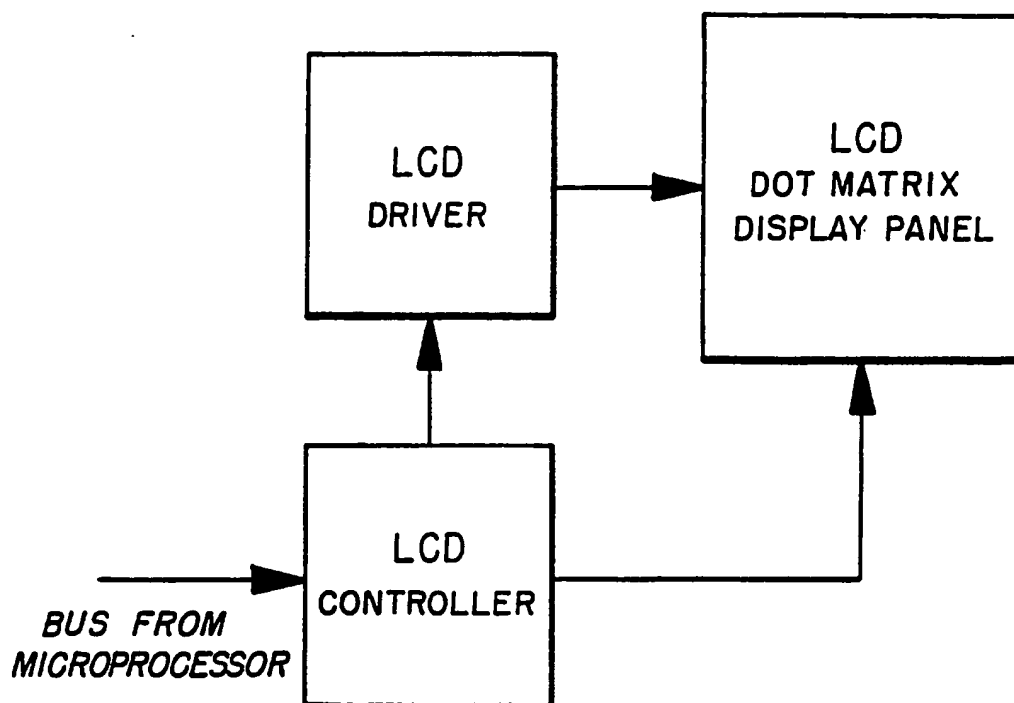 LCD
DRIVER
LCD
DOT MATRIX
DISPLAY PANEL
LCD
CONTROLLER
BUS FROM
MICROPROCESSOR